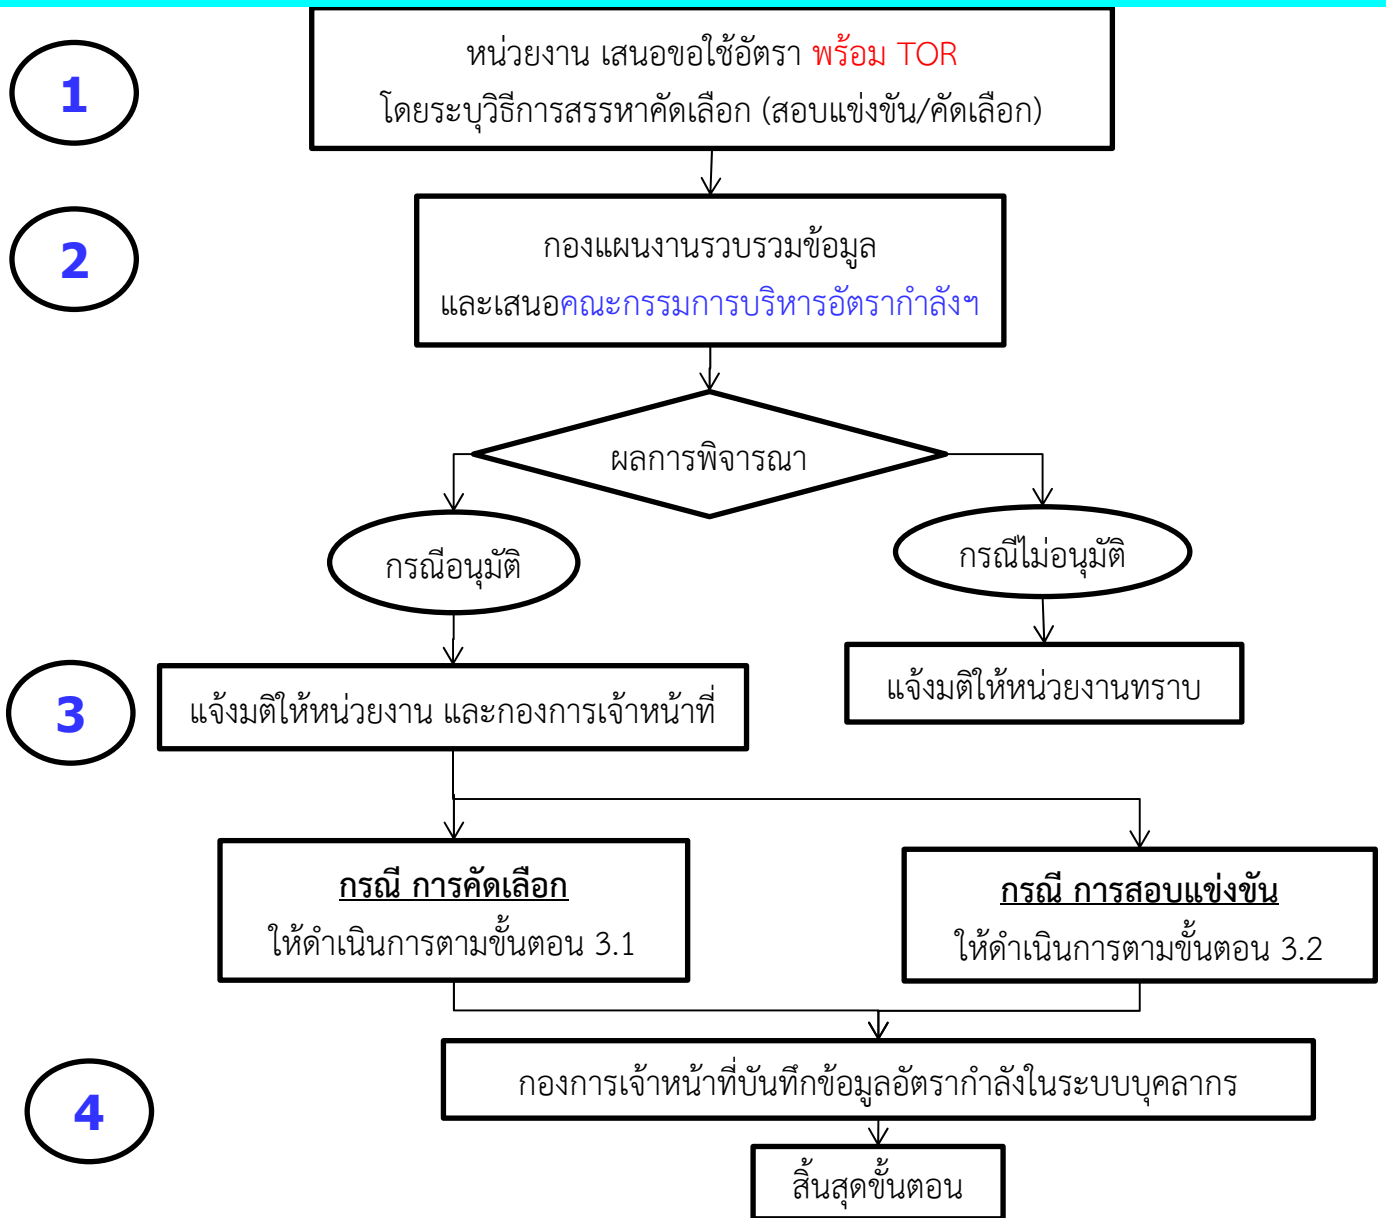 1
หน่วยงาน เสนอขอใช้อัตรา พร้อม TOR
โดยระบุวิธีการสรรหาคัดเลือก (สอบแข่งขัน/คัดเลือก)
2
กองแผนงานรวบรวมข้อมูล
และเสนอคณะกรรมการบริหารอัตรากำลังฯ
ผลการพิจารณา
กรณีอนุมัติ
กรณีไม่อนุมัติ
3
แจ้งมติให้หน่วยงาน และกองการเจ้าหน้าที่
แจ้งมติให้หน่วยงานทราบ
กรณี การคัดเลือก
ให้ดำเนินการตามขั้นตอน 3.1
กรณี การสอบแข่งขัน
ให้ดำเนินการตามขั้นตอน 3.2
4
กองการเจ้าหน้าที่บันทึกข้อมูลอัตรากำลังในระบบบุคลากร
สิ้นสุดขั้นตอน